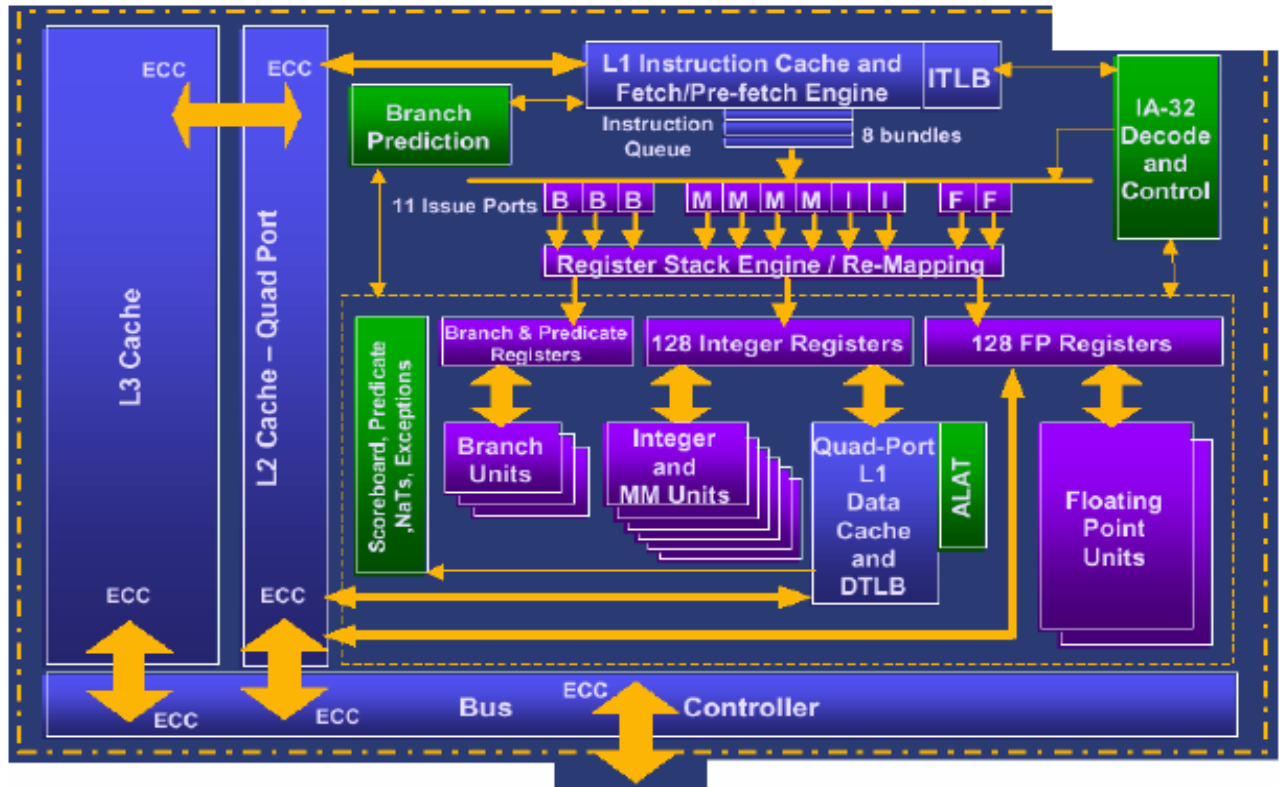 ECC
ECC
L1 Instruction Cache and
Fetch/Pre-fetch Engine
ITLB
Branch
Prediction
Instruction
Queue
8 bundles
IA-32
Decode
and
Control
11 Issue Ports
B B B
M M M M I I
F F
Register Stack Engine / Re-Mapping
L3 Cache
L2 Cache – Quad Port
Scoreboard, Predicate
,NaTs, Exceptions
Branch & Predicate
Registers
128 Integer Registers
128 FP Registers
Branch
Units
Integer
and
MM Units
Quad-Port
L1
Data
Cache
and
DTLB
ALAT
Floating
Point
Units
ECC
ECC
ECC
ECC
ECC
Bus Controller